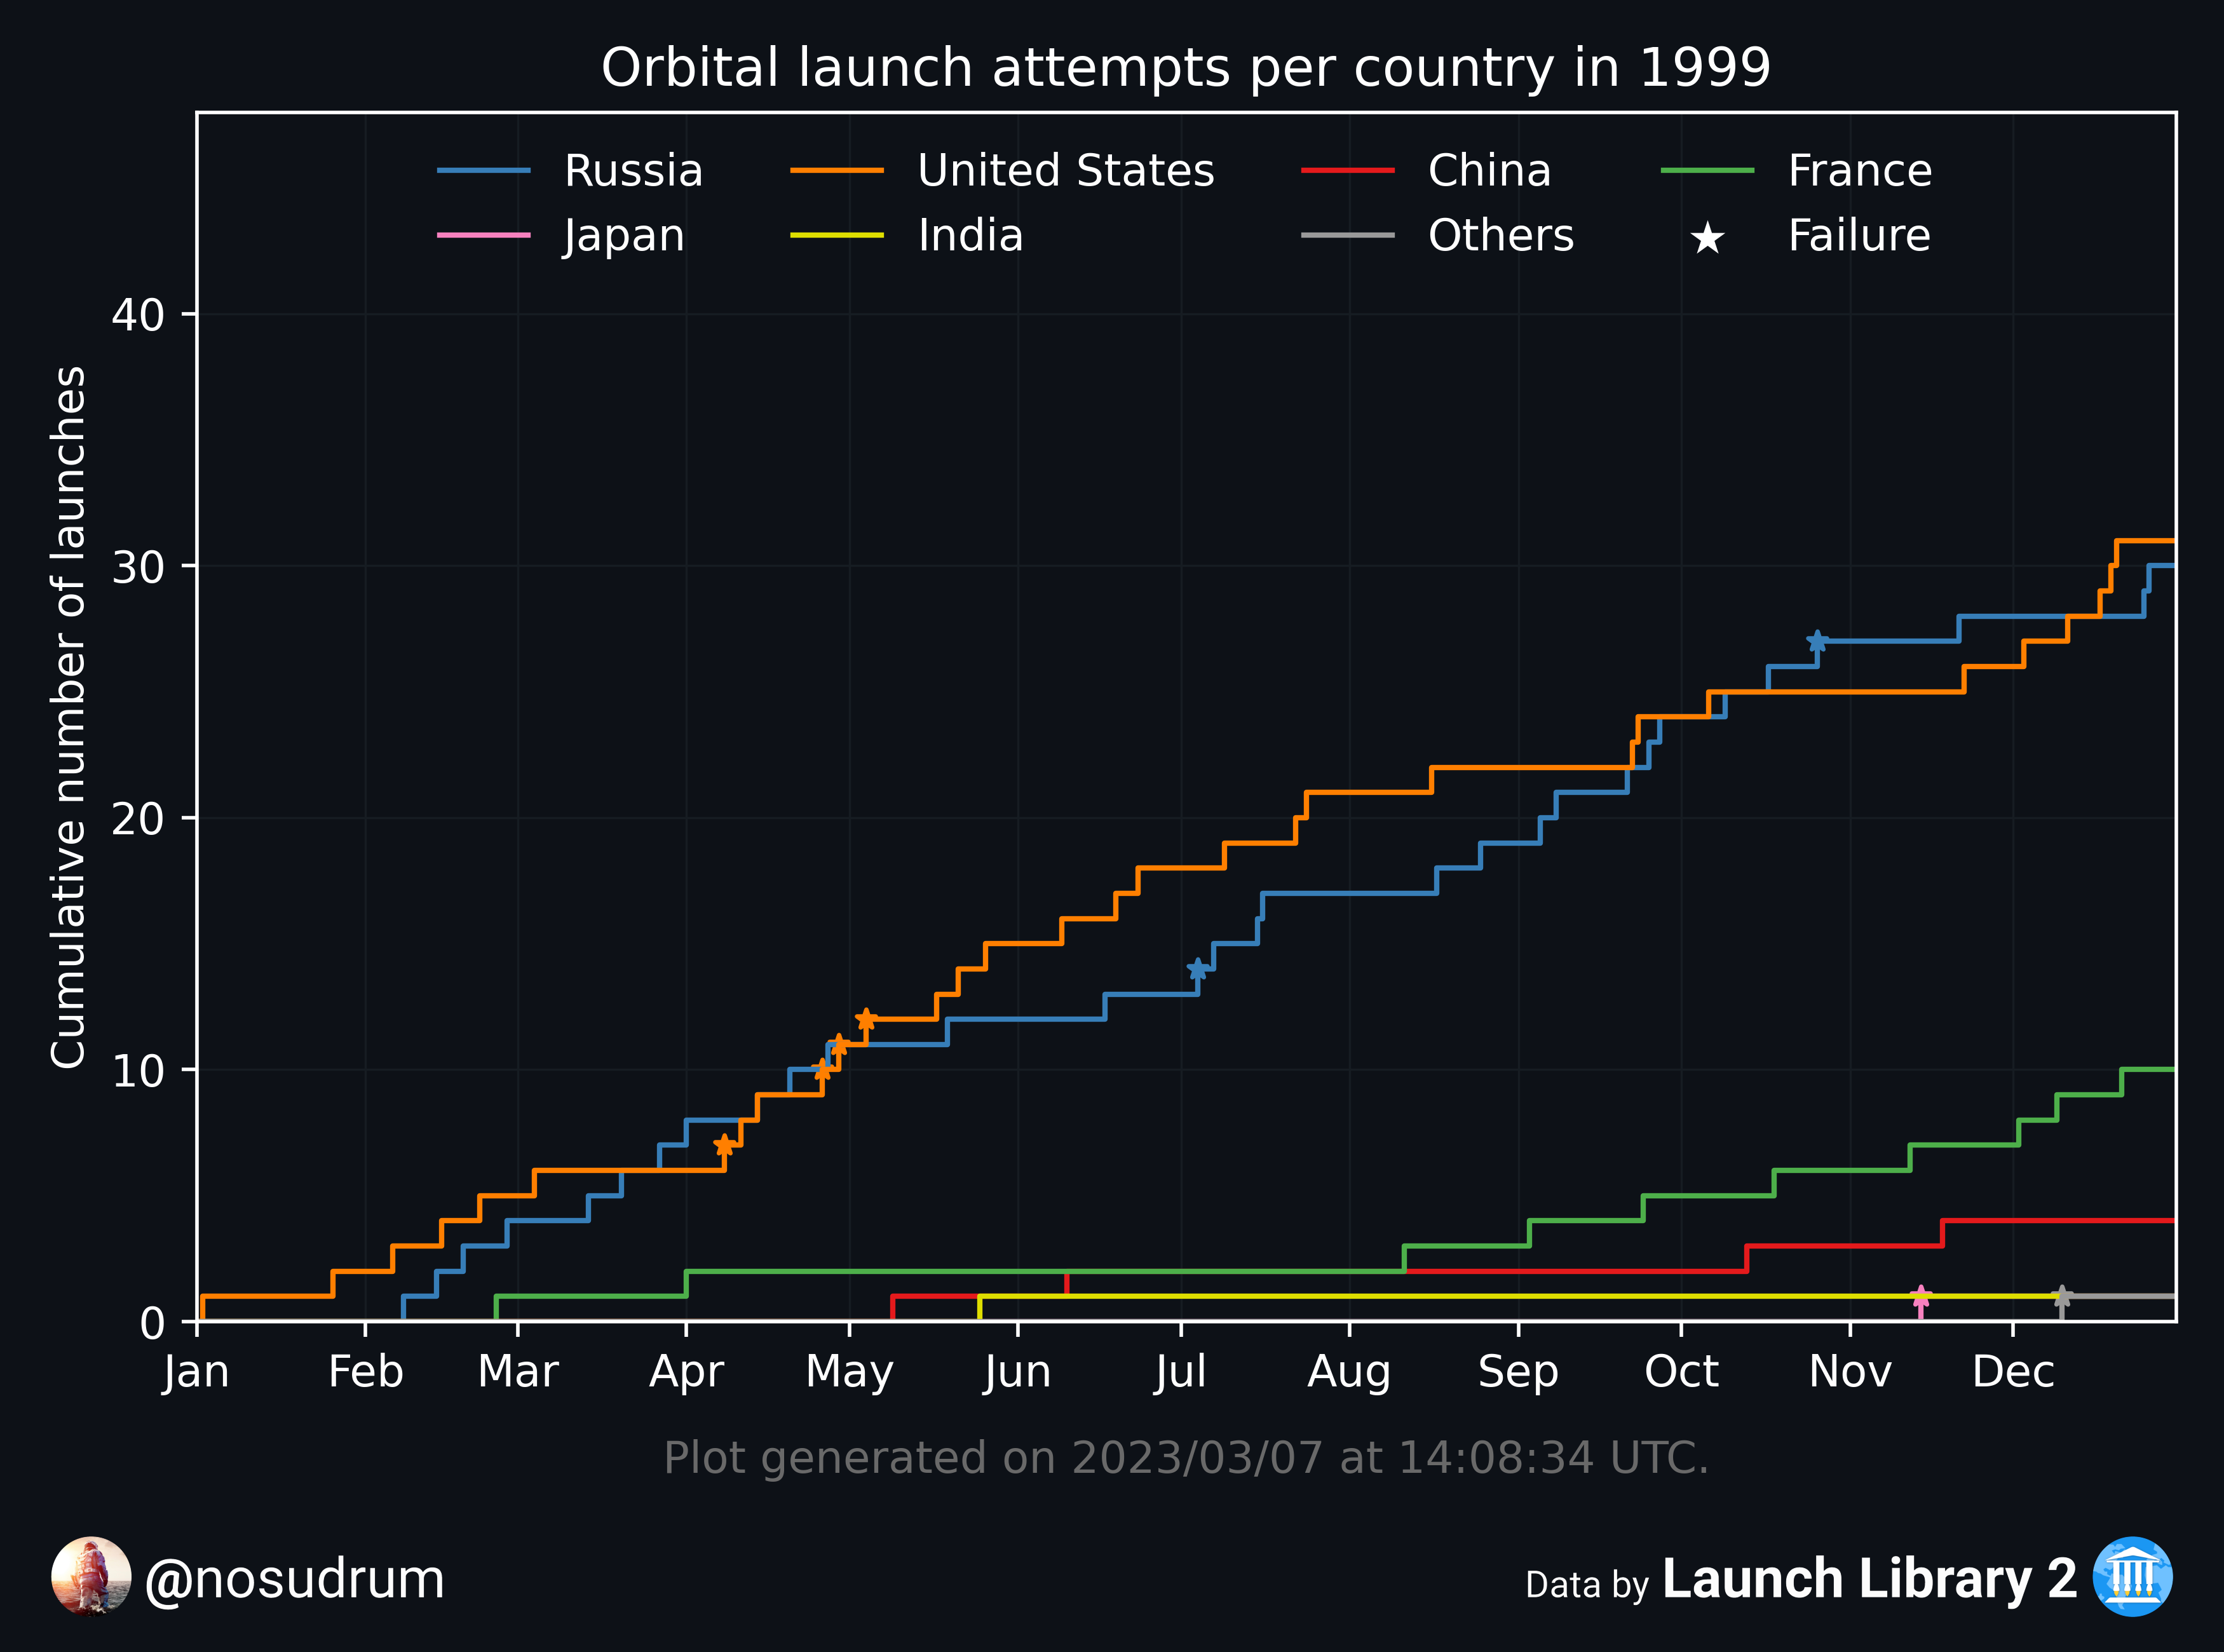 Orbital launch attempts per country in 1999
Russia United States China France
Japan India Others Failure
Cumulative number of launches
40
30
20
10
0
Jan Feb Mar Apr May Jun Jul Aug Sep Oct Nov Dec
Plot generated on 2023/03/07 at 14:08:34 UTC.
@nosudrum
Data by Launch Library 2